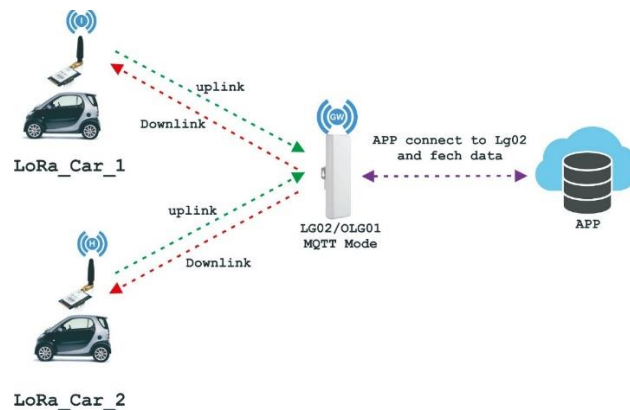 I
uplink
Downlink
LoRa_Car_1
GW
APP connect to Lg02
and fech data
LG02/OLG01
MQTT Mode
APP
H
uplink
Downlink
LoRa_Car_2